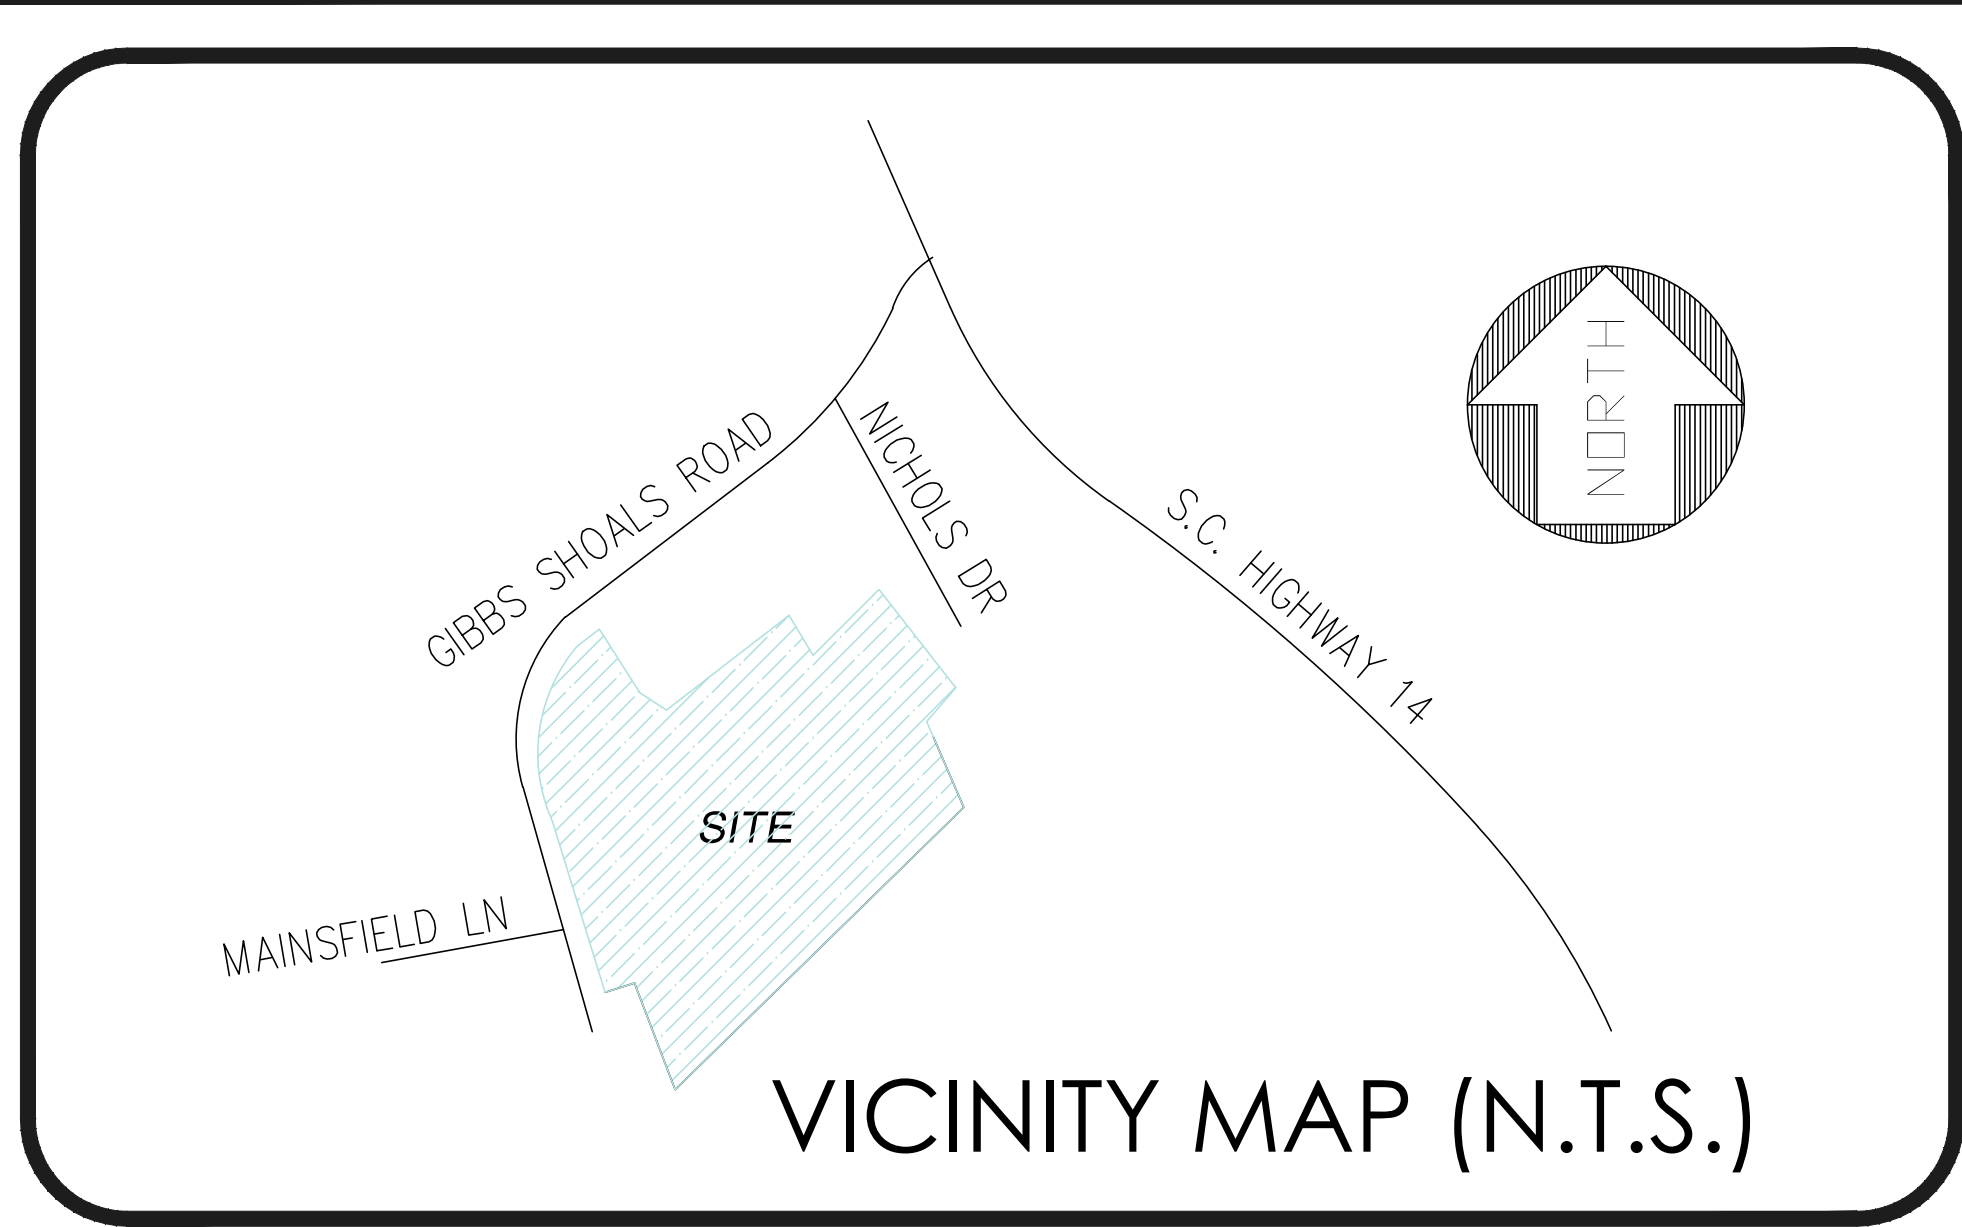 NORTH
GIBBS SHOALS ROAD
NICHOLS DR
S.C. HIGHWAY 14
SITE
MAINSFIELD LN
VICINITY MAP (N.T.S.)